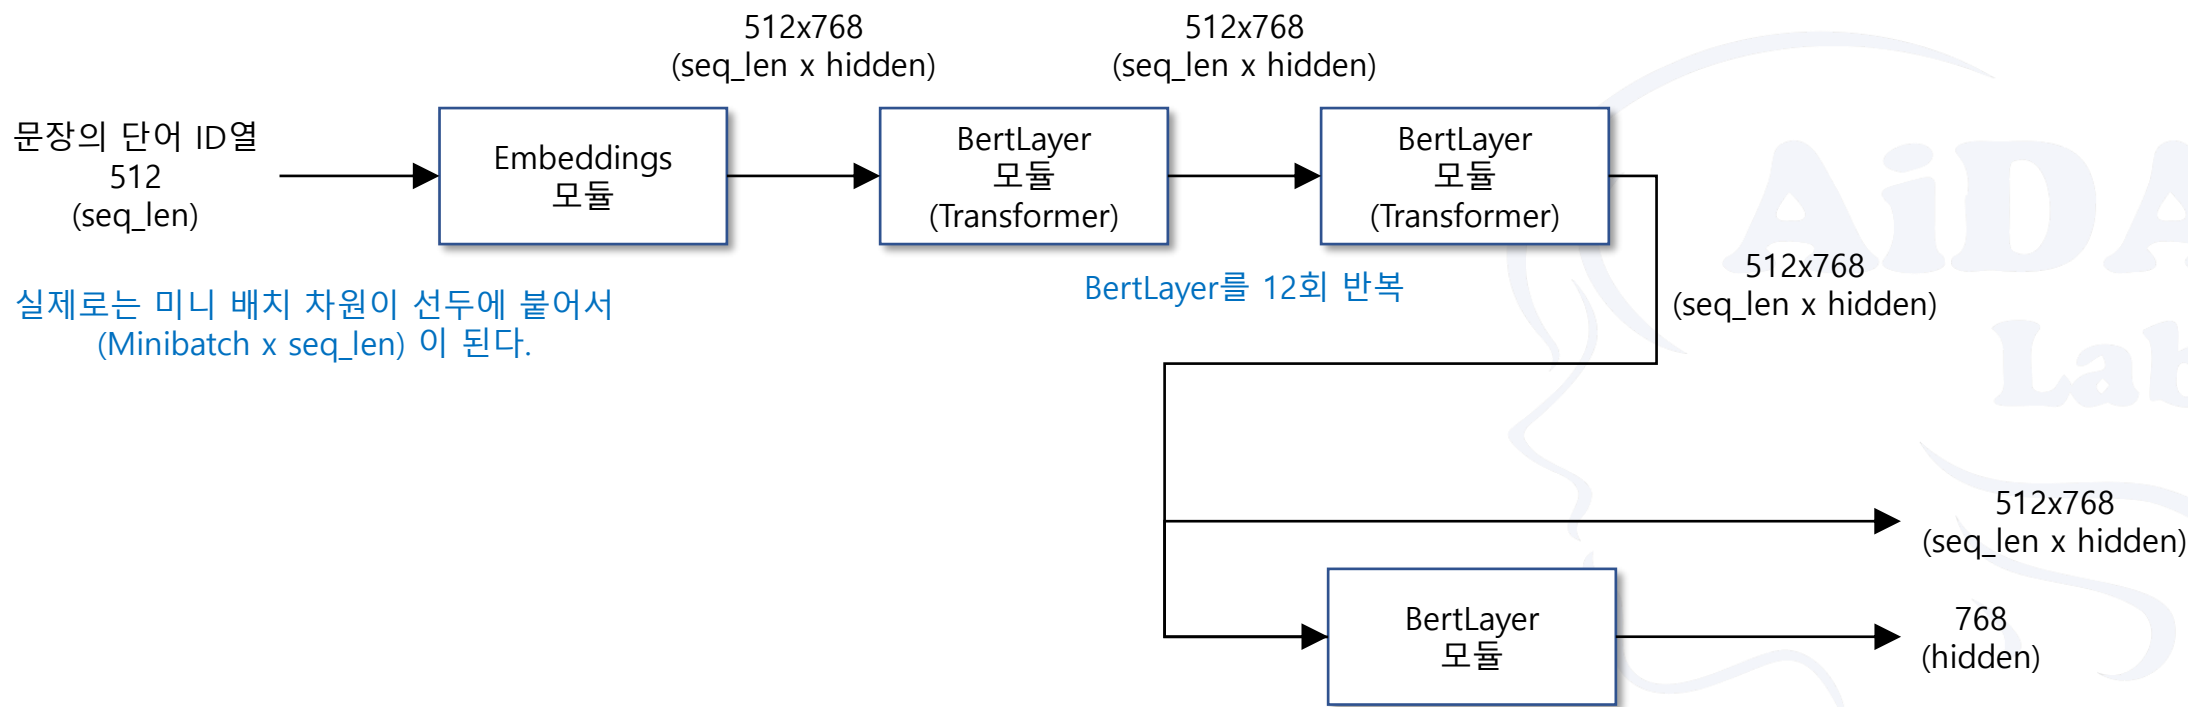 512x768
(seq_len x hidden)
512x768
(seq_len x hidden)
문장의 단어 ID열
512
(seq_len)
Embeddings
모듈
BertLayer
모듈
(Transformer)
BertLayer
모듈
(Transformer)
실제로는 미니 배치 차원이 선두에 붙어서
(Minibatch x seq_len) 이 된다.
BertLayer를 12회 반복
512x768
(seq_len x hidden)
512x768
(seq_len x hidden)
BertLayer
모듈
768
(hidden)
AiDA
Lab